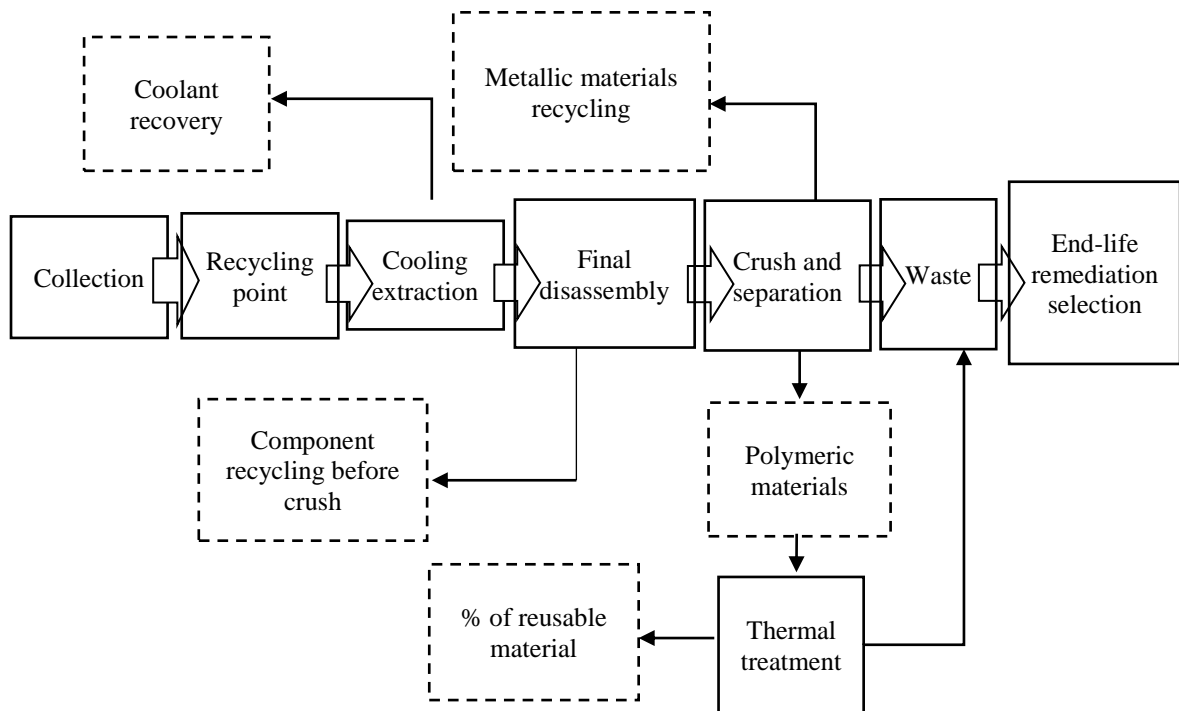 Coolant
recovery
Metallic materials
recycling
Collection
Recycling
point
Cooling
extraction
Final
disassembly
Crush and
separation
Waste
End-life
remediation
selection
Component
recycling before
crush
Polymeric
materials
% of reusable
material
Thermal
treatment